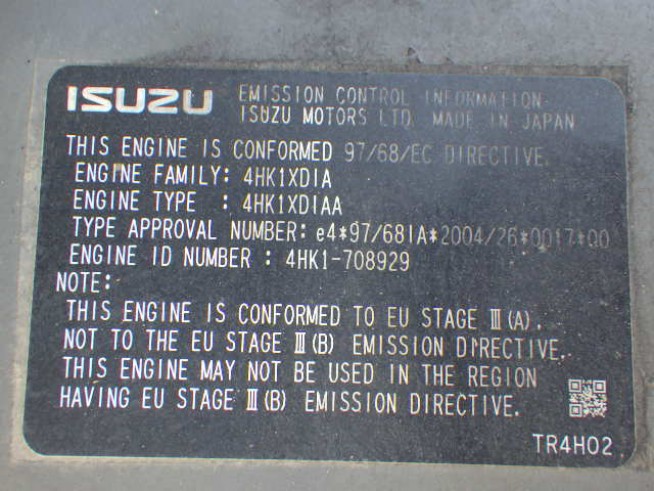 ISUZU EMISSION CONTROL INFORMATION
ISUZU MOTORS LTD. MADE IN JAPAN
THIS ENGINE IS CONFORMED 97/68/EC DIRECTIVE.
ENGINE FAMILY: 4HK1XDIA
ENGINE TYPE : 4HK1XDIAA
TYPE APPROVAL NUMBER: e4*97/68IA*2004/26*0017*00
ENGINE ID NUMBER : 4HK1-708929
NOTE:
THIS ENGINE IS CONFORMED TO EU STAGE Ⅲ(A).
NOT TO THE EU STAGE Ⅲ(B) EMISSION DIRECTIVE.
THIS ENGINE MAY NOT BE USED IN THE REGION
HAVING EU STAGE Ⅲ(B) EMISSION DIRECTIVE.
TR4H02